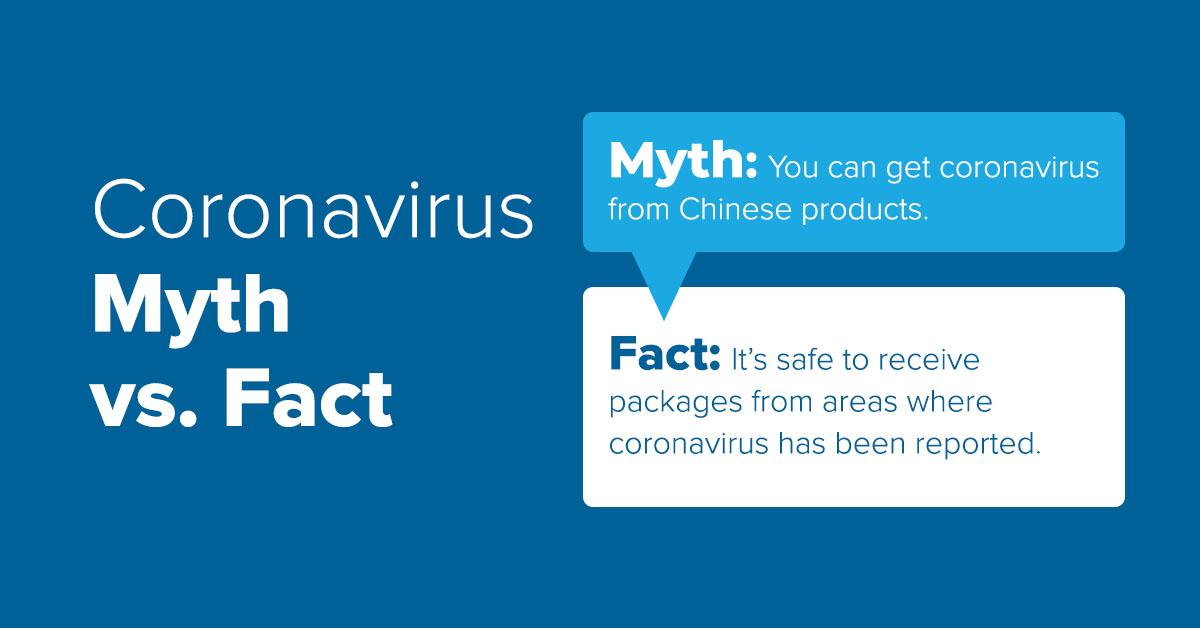 Coronavirus
Myth
vs. Fact
Myth: You can get coronavirus
from Chinese products.
Fact: It’s safe to receive
packages from areas where
coronavirus has been reported.